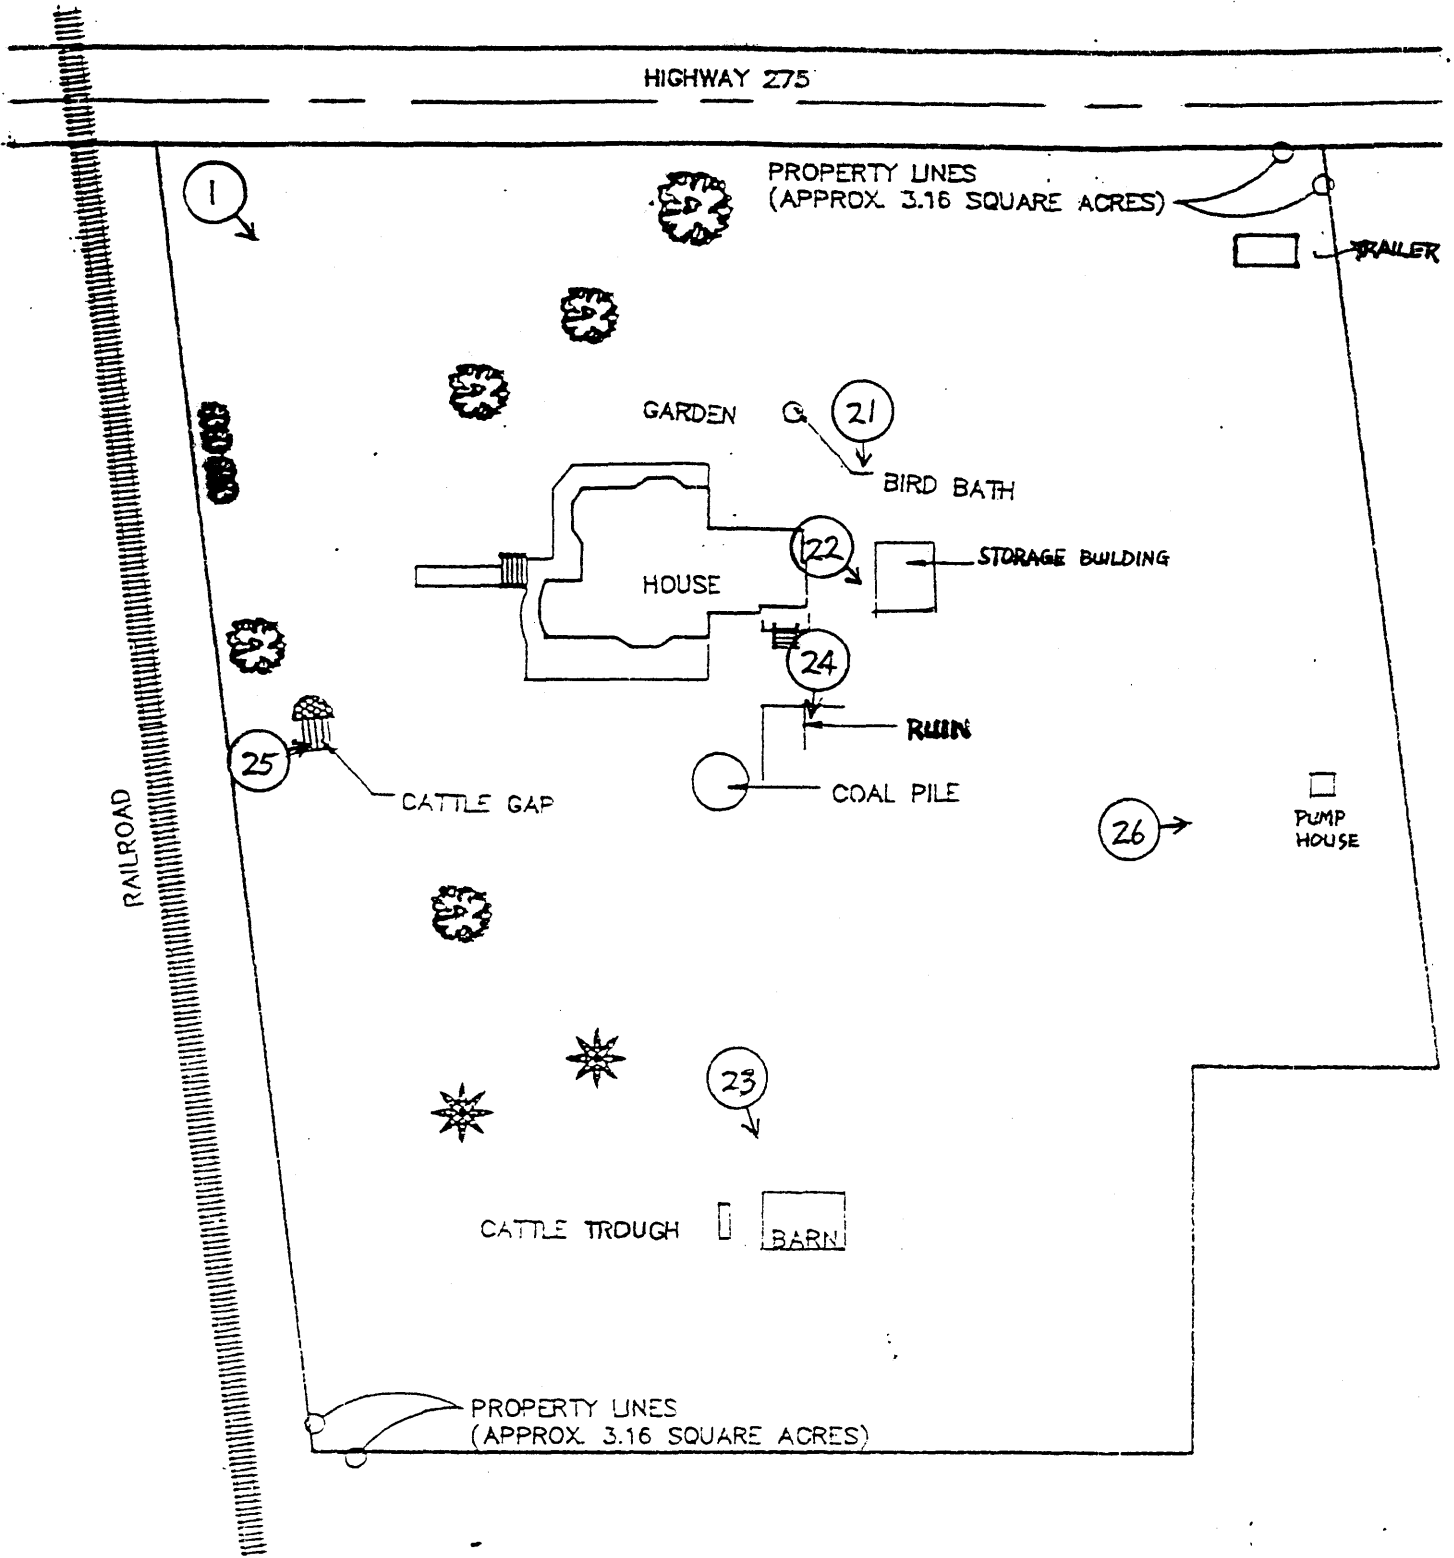 HIGHWAY 275
1
PROPERTY LINES
(APPROX. 3.16 SQUARE ACRES)
TRAILER
GARDEN
21
BIRD BATH
22
STORAGE BUILDING
HOUSE
24
RUIN
25
CATTLE GAP
COAL PILE
RAILROAD
26
PUMP
HOUSE
23
CATTLE TROUGH
BARN
PROPERTY LINES
(APPROX. 3.16 SQUARE ACRES)